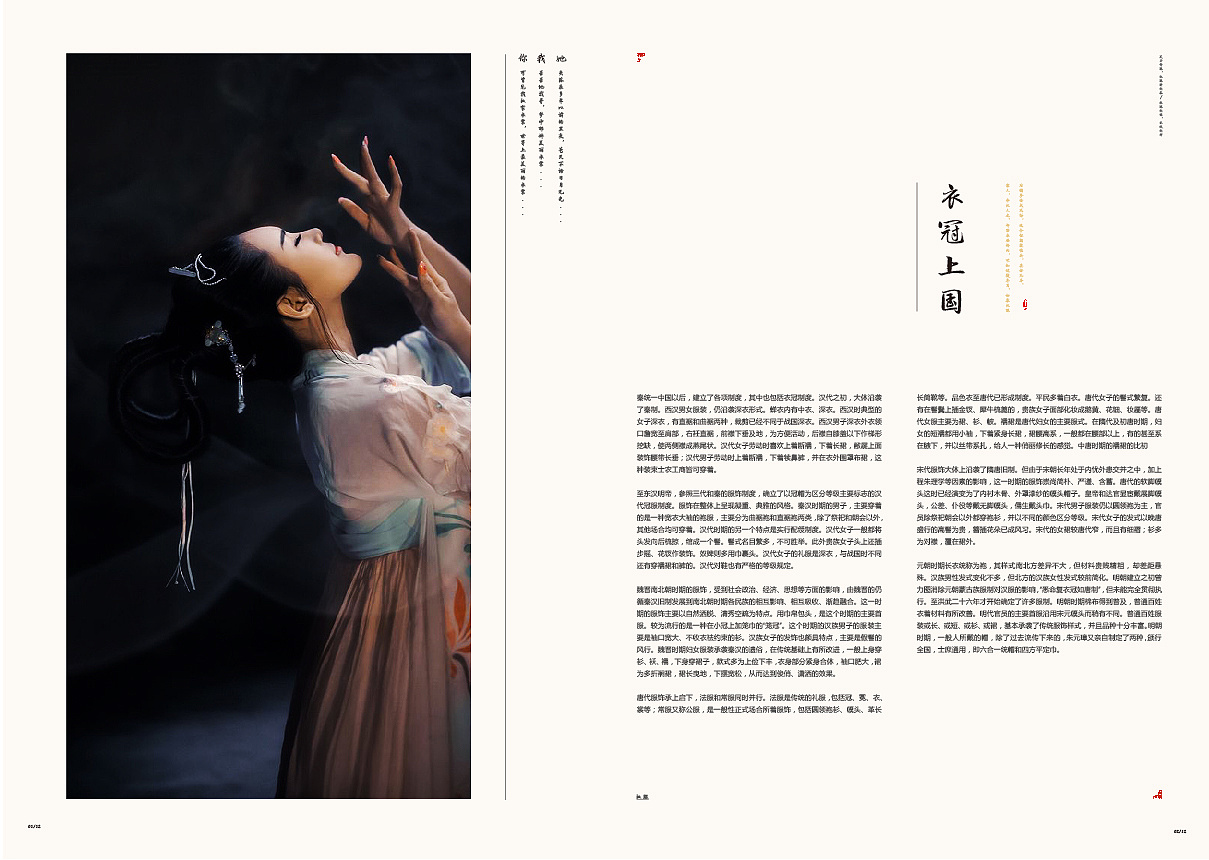 她
我
你
衣冠上国
秦统一中国以后，建立了各项制度，其中也包括衣冠制度。汉代之初，大体沿袭
了秦制。西汉男女服装，仍沿袭深衣形式。蝉衣内有中衣、深衣。西汉时典型的
女子深衣，有直裾和曲裾两种，裁剪已经不同于战国深衣。西汉男子深衣外衣领
口宽至肩部，右衽直裾，前襟下垂及地，为方便活动，后襟自膝盖以下作梯形
挖缺，使两侧襟成燕尾状。汉代女子劳动时喜欢上着短襦，下着长裙，敝屣上面
装饰腰带长垂；汉代男子劳动时上着短襦，下着犊鼻裤，并在衣外围罩布裙，这
种装束士农工商皆可穿着。
至东汉明帝，参照三代和秦的服饰制度，确立了以冠帽为区分等级主要标志的汉
代冠服制度。服饰在整体上呈现凝重、典雅的风格。秦汉时期的男子，主要穿着
的是一种宽衣大袖的袍服，主要分为曲裾袍和直裾袍两类，除了祭祀和朝会以外，
其他场合均可穿着。汉代时期的另一个特点是实行配绶制度。汉代女子一般都将
头发向后梳掠，绾成一个髻。髻式名目繁多，不可胜举。此外贵族女子头上还插
步摇、花钗作装饰。奴婢则多用巾裹头。汉代女子的礼服是深衣，与战国时不同
还有穿襦裙和裤的。汉代对鞋也有严格的等级规定。
魏晋南北朝时期的服饰，受到社会政治、经济、思想等方面的影响，由魏晋的仍
循秦汉旧制发展到南北朝时期各民族的相互影响、相互吸收、渐趋融合。这一时
期的服饰主要以自然洒脱、清秀空疏为特点。用巾帛包头，是这个时期的主要首
服。较为流行的是一种在小冠上加笼巾的“笼冠”。这个时期的汉族男子的服装主
要是袖口宽大、不收衣祛约束的衫。汉族女子的发饰也颇具特点，主要是假髻的
风行。魏晋时期妇女服装承袭秦汉的遗俗，在传统基础上有所改进，一般上身穿
衫、袄、襦，下身穿裙子，款式多为上俭下丰，衣身部分紧身合体，袖口肥大，裙
为多折裥裙，裙长曳地，下摆宽松，从而达到俊俏、潇洒的效果。
唐代服饰承上启下，法服和常服同时并行。法服是传统的礼服，包括冠、冕、衣、
裳等；常服又称公服，是一般性正式场合所着服饰，包括圆领袍衫、幞头、革长
长筒靴等。品色衣至唐代已形成制度。平民多着白衣。唐代女子的髻式繁复。还
有在髻鬓上插金钗、犀牛梳篦的，贵族女子面部化妆成鹅黄、花钿、妆靥等。唐
代女服主要为裙、衫、帔。襦裙是唐代妇女的主要服式。在隋代及初唐时期，妇
女的短襦都用小袖，下着紧身长裙，裙腰高系，一般都在腰部以上，有的甚至系
在腋下，并以丝带系扎，给人一种俏丽修长的感觉。中唐时期的襦裙的比初
宋代服饰大体上沿袭了隋唐旧制。但由于宋朝长年处于内忧外患交并之中，加上
程朱理学等因素的影响，这一时期的服饰崇尚简朴、严谨、含蓄。唐代的软脚幞
头这时已经演变为了内衬木骨、外罩漆纱的幞头帽子。皇帝和达官显宦戴展脚幞
头，公差、仆役等戴无脚幞头，儒生戴头巾。宋代男子服装仍以圆领袍为主，官
员除祭祀朝会以外都穿袍衫，并以不同的颜色区分等级。宋代女子的发式以晚唐
盛行的高髻为贵，簪插花朵已成风习。宋代的女裙较唐代窄，而且有细褶；衫多
为对襟，覆在裙外。
元朝时期长衣统称为袍，其样式南北方差异不大，但材料贵贱精粗，却差距悬
殊。汉族男性发式变化不多，但北方的汉族女性发式较前简化。明朝建立之初曾
力图消除元朝蒙古族服制对汉服的影响，“悉命复衣冠如唐制”，但未能完全贯彻执
行。至洪武二十六年才开始确定了许多服制。明朝时期棉布得到普及，普通百姓
衣着材料有所改善。明代官员的主要首服沿用宋元幞头而稍有不同。普通百姓服
装或长、或短、或衫、或裙，基本承袭了传统服饰样式，并且品种十分丰富。明朝
时期，一般人所戴的帽，除了过去流传下来的，朱元璋又亲自制定了两种，颁行
全国，士庶通用，即六合一统帽和四方平定巾。